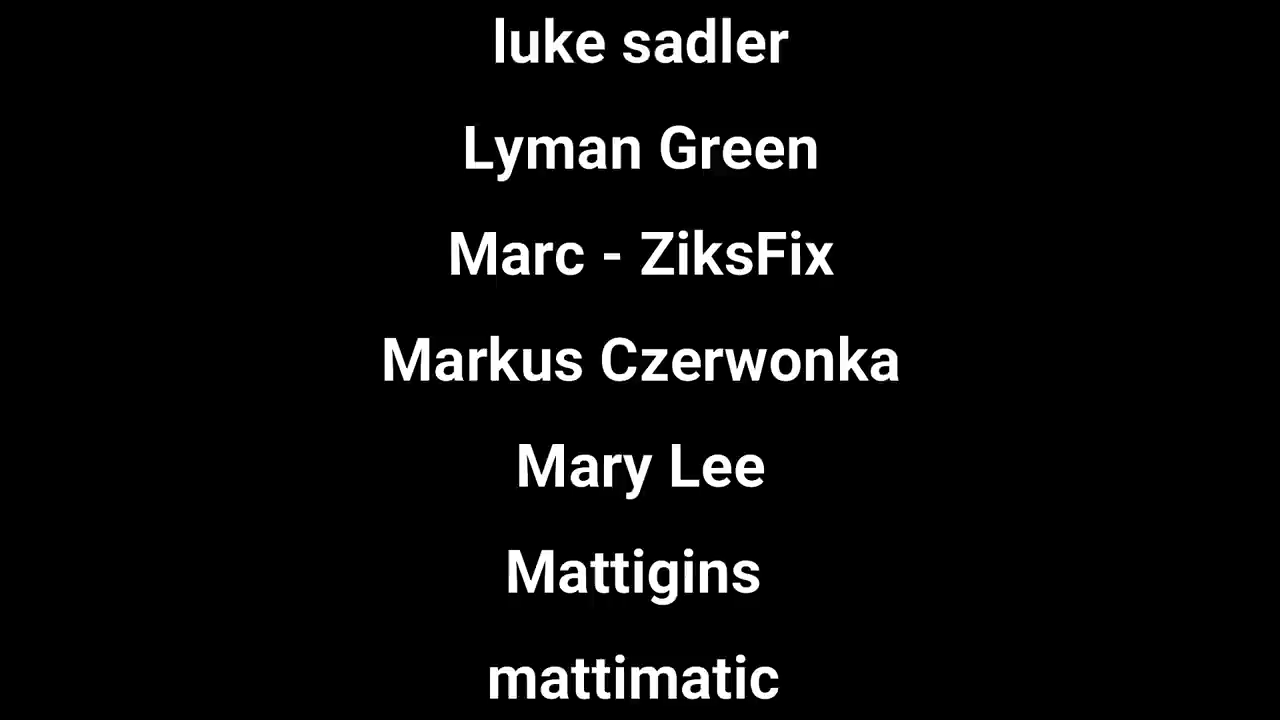 luke sadler
Lyman Green
Marc - ZiksFix
Markus Czerwonka
Mary Lee
Mattigins
mattimatic